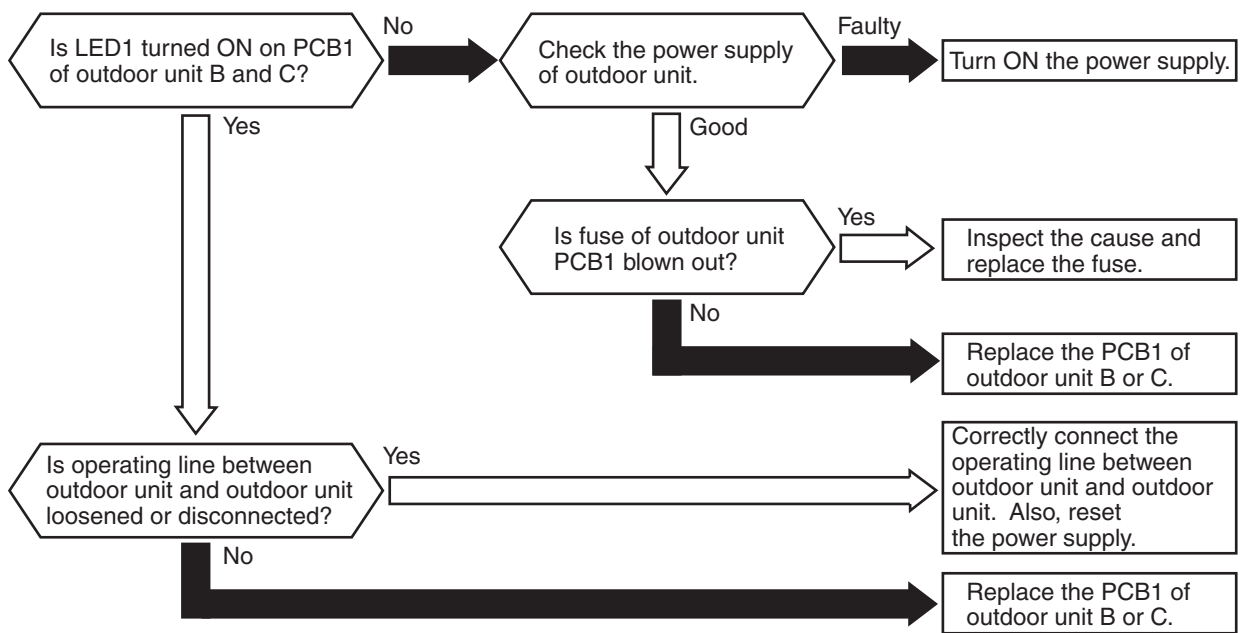 Is LED1 turned ON on PCB1
of outdoor unit B and C?
No
Check the power supply
of outdoor unit.
Faulty
Turn ON the power supply.
Yes
Good
Is fuse of outdoor unit
PCB1 blown out?
Yes
Inspect the cause and
replace the fuse.
No
Replace the PCB1 of
outdoor unit B or C.
Is operating line between
outdoor unit and outdoor unit
loosened or disconnected?
Yes
Correctly connect the
operating line between
outdoor unit and outdoor
unit.  Also, reset
the power supply.
No
Replace the PCB1 of
outdoor unit B or C.